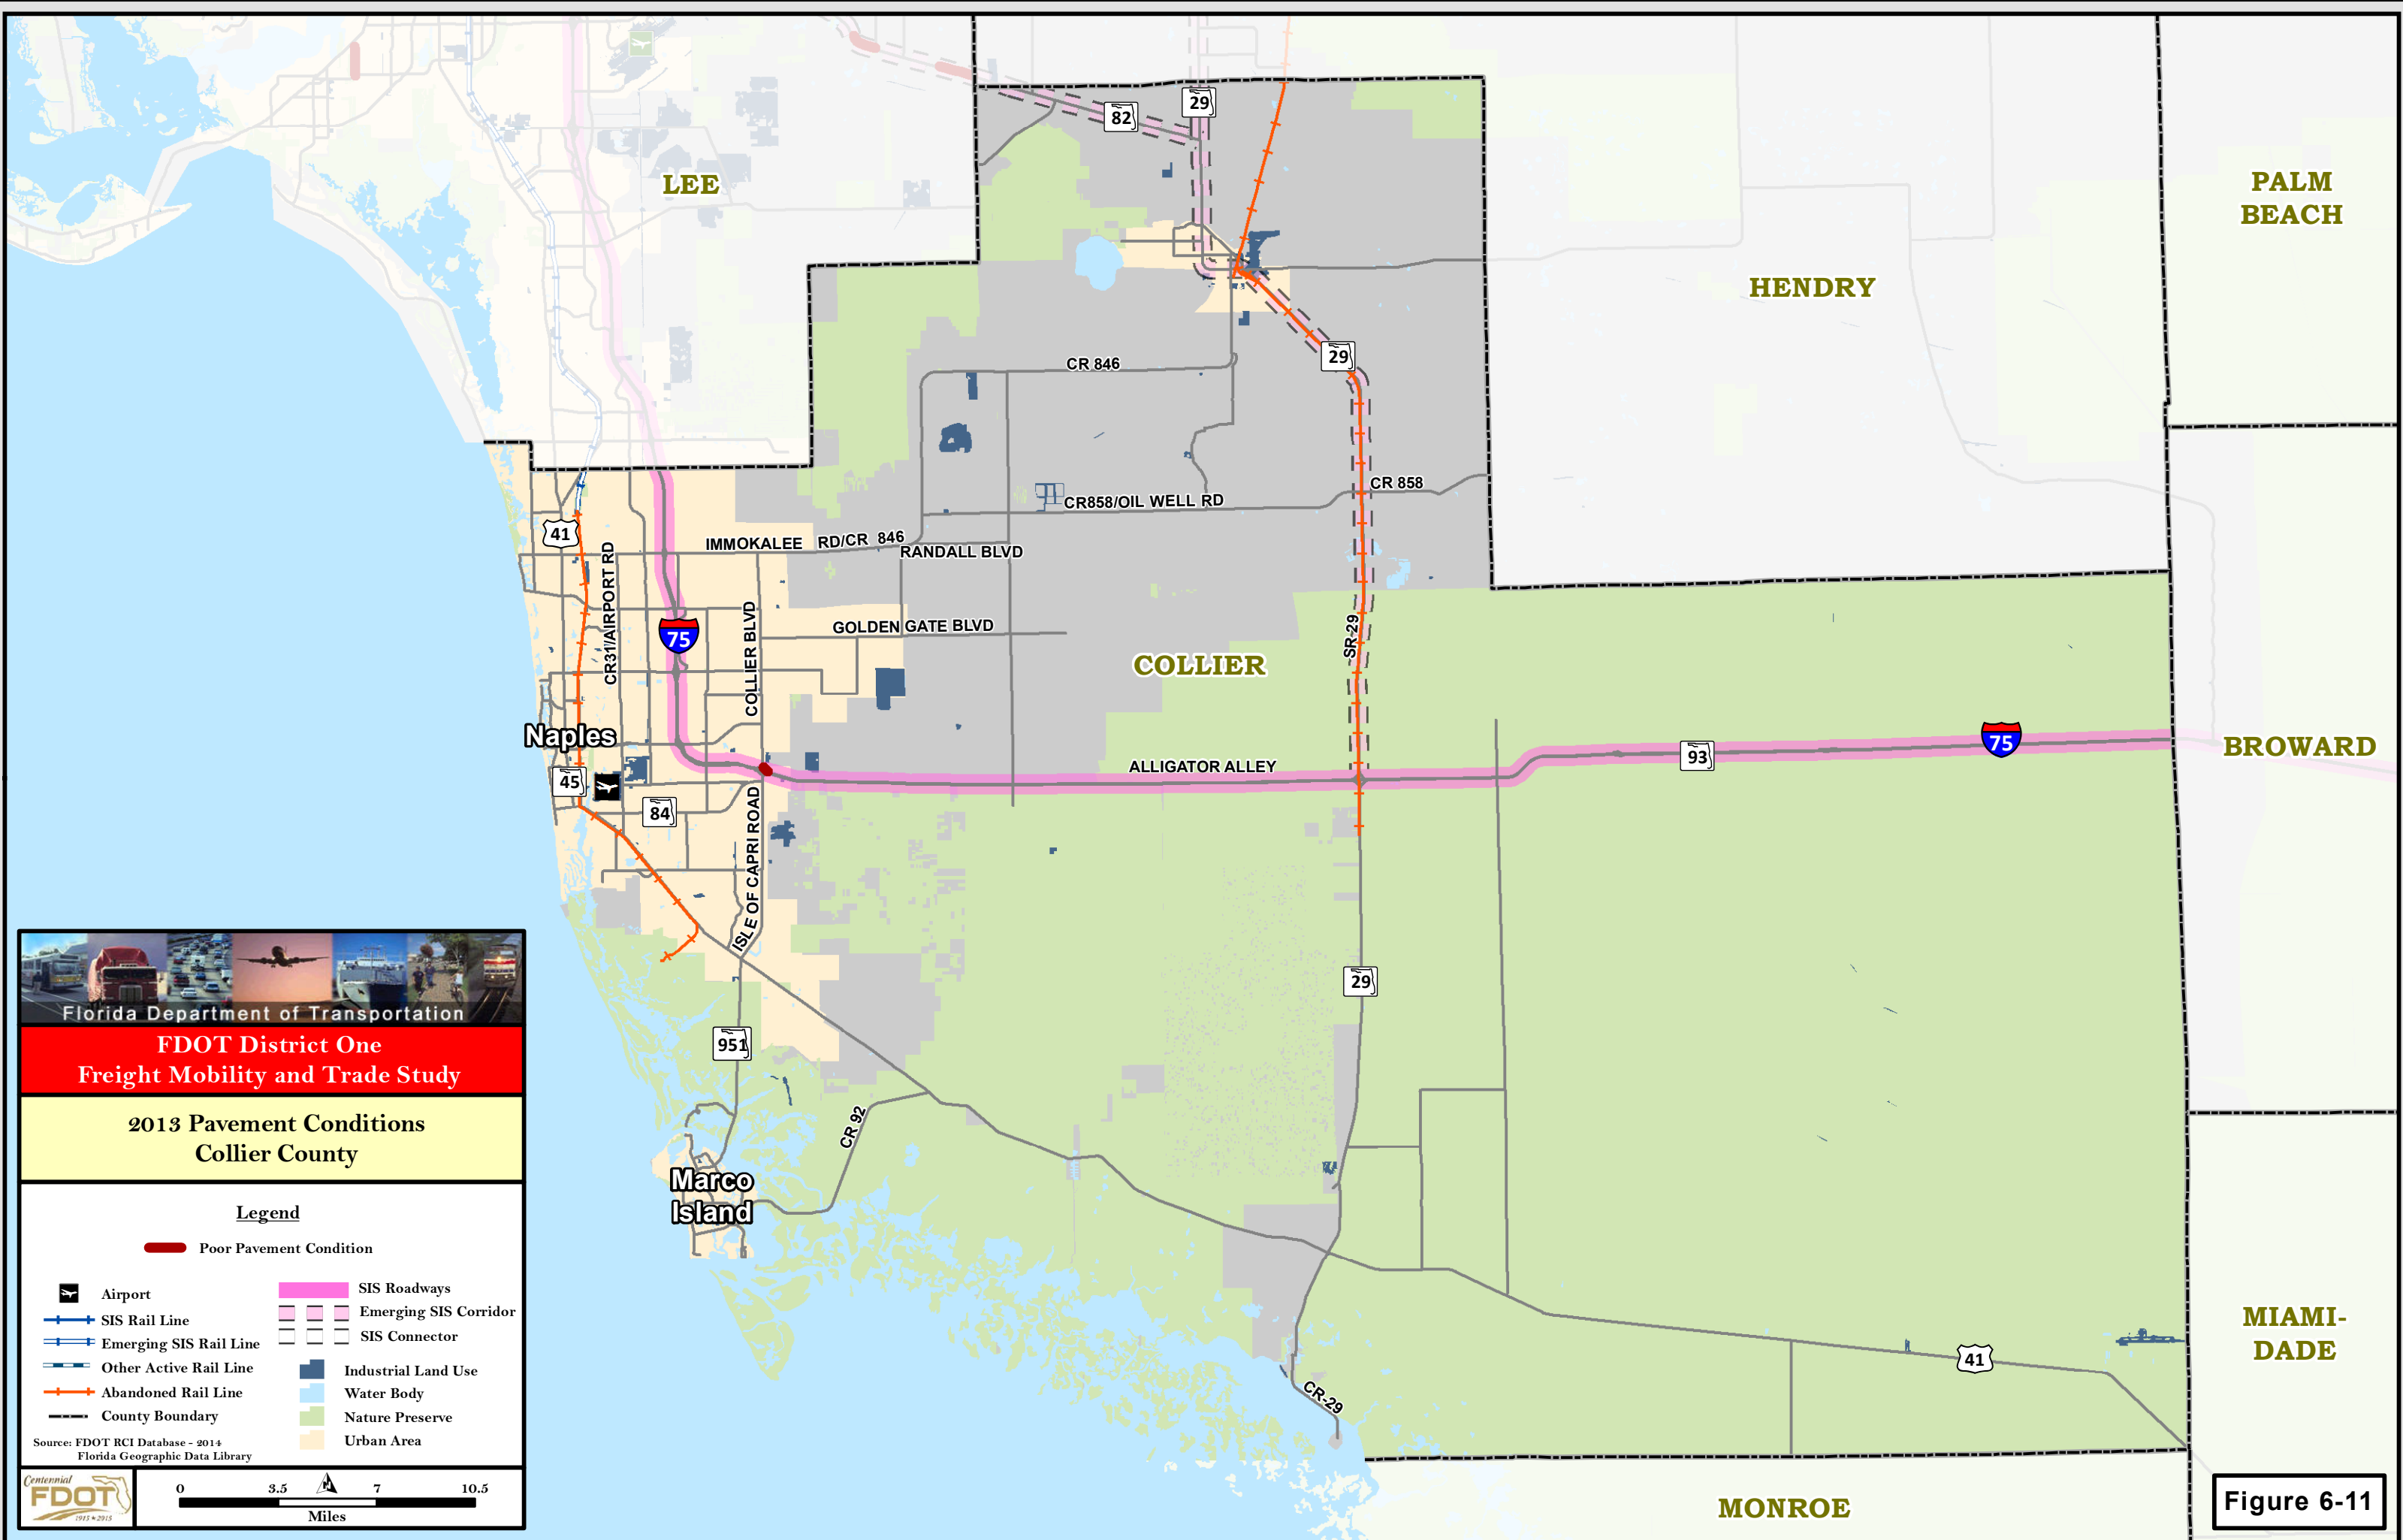 82
29
LEE
PALM
BEACH
HENDRY
29
CR 846
CR 858
CR858/OIL WELL RD
41
IMMOKALEE RD/CR 846
RANDALL BLVD
CR31/AIRPORT RD
COLLIER BLVD
75
GOLDEN GATE BLVD
SR-29
COLLIER
Naples
45
84
ALLIGATOR ALLEY
93
75
BROWARD
ISLE OF CAPRI ROAD
29
951
CR 92
Marco
Island
41
CR-29
MIAMI-
DADE
MONROE
Florida Department of Transportation
FDOT District One
Freight Mobility and Trade Study
2013 Pavement Conditions
Collier County
Legend
Poor Pavement Condition
Airport
SIS Rail Line
Emerging SIS Rail Line
Other Active Rail Line
Abandoned Rail Line
County Boundary
SIS Roadways
Emerging SIS Corridor
SIS Connector
Industrial Land Use
Water Body
Nature Preserve
Urban Area
Source: FDOT RCI Database - 2014
Florida Geographic Data Library
Centennial
FDOT
1915 ★ 2015
0 3.5 7 10.5
Miles
Figure 6-11